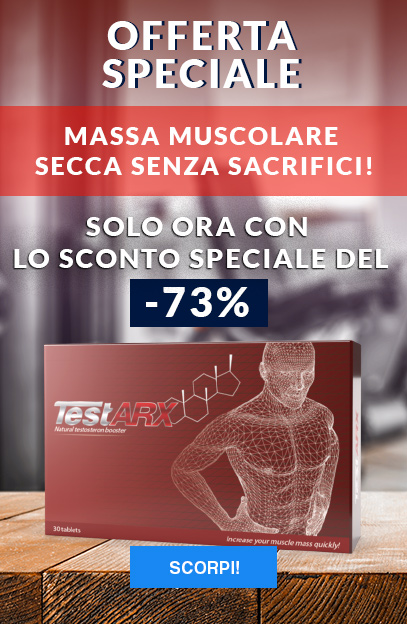 OFFERTA
SPECIALE
MASSA MUSCOLARE
SECCA SENZA SACRIFICI!
SOLO ORA CON
LO SCONTO SPECIALE DEL
-73%
TestARX
Natural testosteron booster
30 tablets
Increase your muscle mass quickly!
SCORPI!